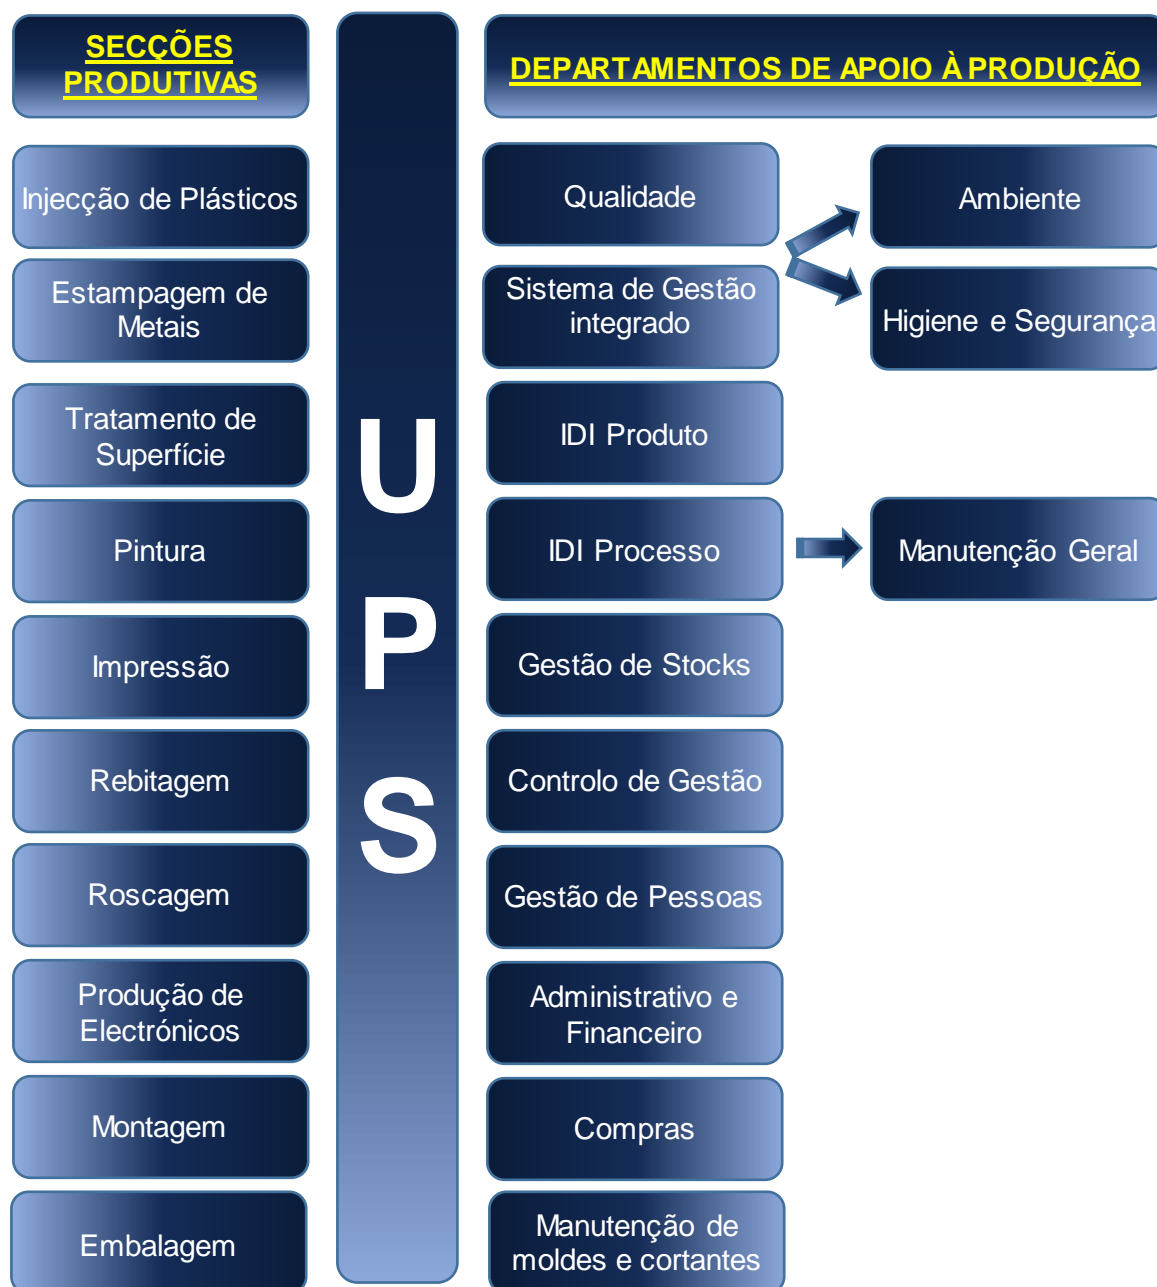 SECÇÕES
PRODUTIVAS
Injecção de Plásticos
Estampagem de
Metais
Tratamento de
Superfície
Pintura
Impressão
Rebitagem
Roscagem
Produção de
Electrónicos
Montagem
Embalagem
U
P
S
DEPARTAMENTOS DE APOIO À PRODUÇÃO
Qualidade
Sistema de Gestão
integrado
IDI Produto
IDI Processo
Gestão de Stocks
Controlo de Gestão
Gestão de Pessoas
Administrativo e
Financeiro
Compras
Manutenção de
moldes e cortantes
Ambiente
Higiene e Segurança
Manutenção Geral